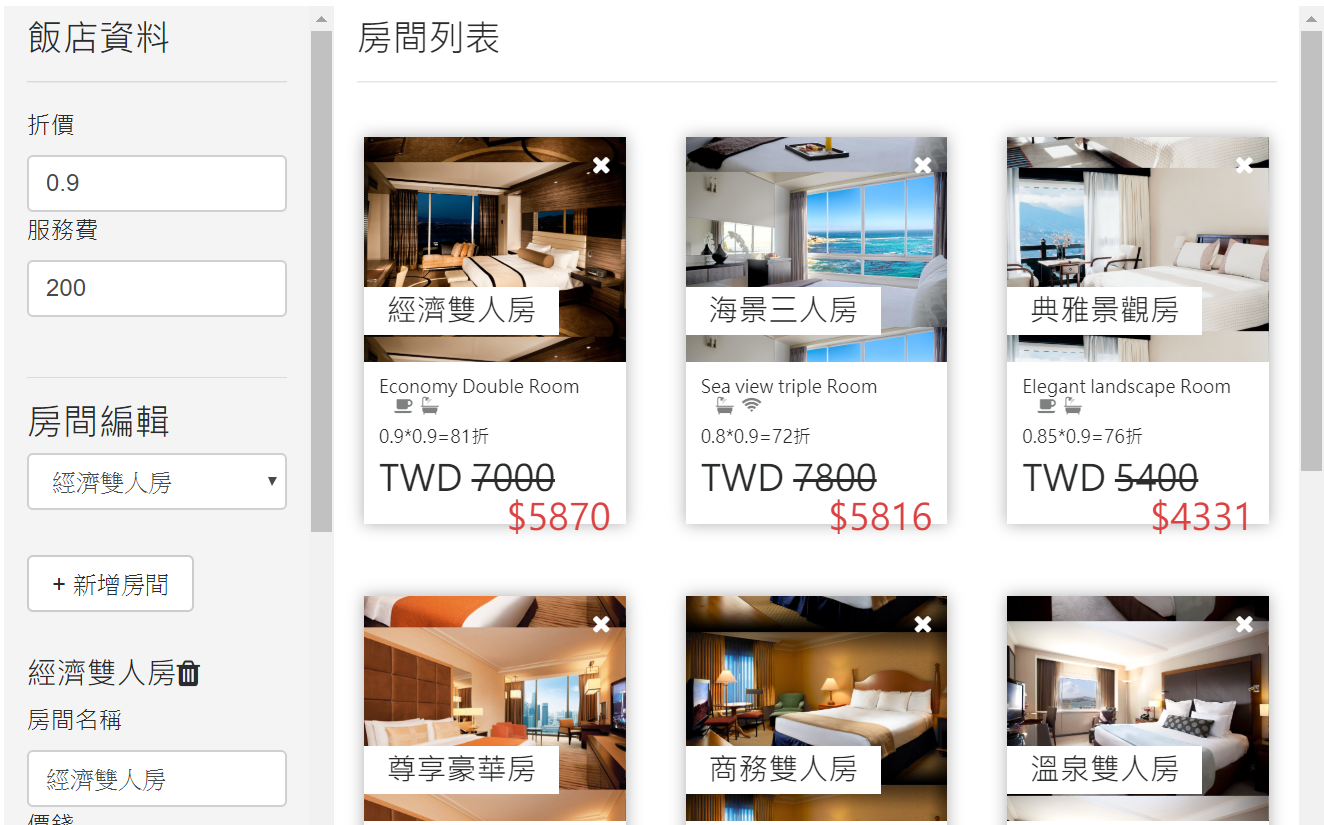 飯店資料
折價
0.9
服務費
200
房間編輯
經濟雙人房
+ 新增房間
經濟雙人房
房間名稱
經濟雙人房
價錢
房間列表
經濟雙人房
Economy Double Room
0.9*0.9=81折
TWD 7000
$5870
海景三人房
Sea view triple Room
0.8*0.9=72折
TWD 7800
$5816
典雅景觀房
Elegant landscape Room
0.85*0.9=76折
TWD 5400
$4331
尊享豪華房
商務雙人房
溫泉雙人房